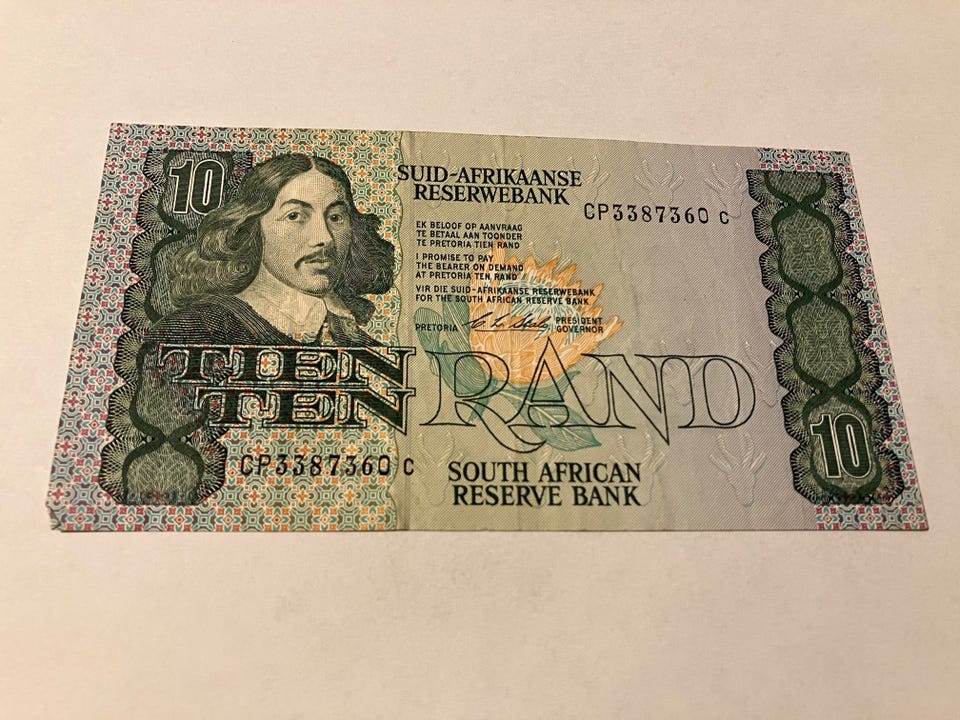 10
SUID-AFRIKAANSE
RESERWEBANK
CP3387360 C
EK BELOOF OP AANVRAAG
TE BETAAL AAN TOONDER
TE PRETORIA TIEN RAND
I PROMISE TO PAY
THE BEARER ON DEMAND
AT PRETORIA TEN RAND
VIR DIE SUID-AFRIKAANSE RESERWEBANK
FOR THE SOUTH AFRICAN RESERVE BANK
PRETORIA
PRESIDENT
GOVERNOR
TIEN
TEN
RAND
10
CP3387360 C
SOUTH AFRICAN
RESERVE BANK